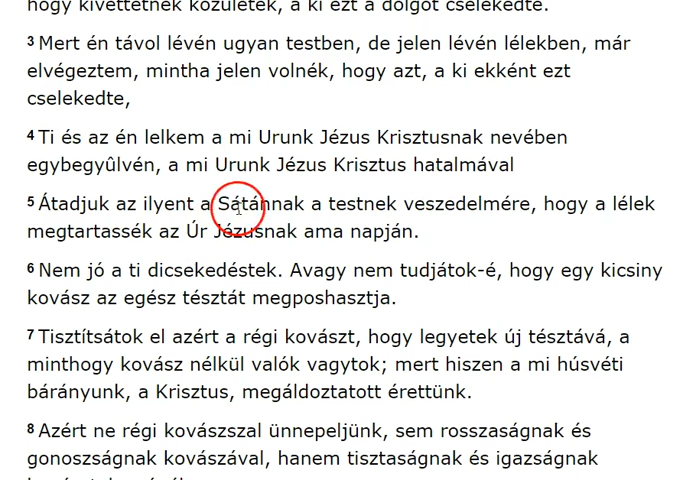 hogy kivettetnék közületek, a ki ezt a dolgot cselekedte.
3 Mert én távol lévén ugyan testben, de jelen lévén lélekben, már
elvégeztem, mintha jelen volnék, hogy azt, a ki ekként ezt
cselekedte,
4 Ti és az én lelkem a mi Urunk Jézus Krisztusnak nevében
egybegyûlvén, a mi Urunk Jézus Krisztus hatalmával
5 Átadjuk az ilyent a Sátánnak a testnek veszedelmére, hogy a lélek
megtartassék az Úr Jézusnak ama napján.
6 Nem jó a ti dicsekedéstek. Avagy nem tudjátok-é, hogy egy kicsiny
kovász az egész tésztát megposhasztja.
7 Tisztítsátok el azért a régi kovászt, hogy legyetek új tésztává, a
minthogy kovász nélkül valók vagytok; mert hiszen a mi húsvéti
bárányunk, a Krisztus, megáldoztatott érettünk.
8 Azért ne régi kovászszal ünnepeljünk, sem rosszaságnak és
gonoszságnak kovászával, hanem tisztaságnak és igazságnak